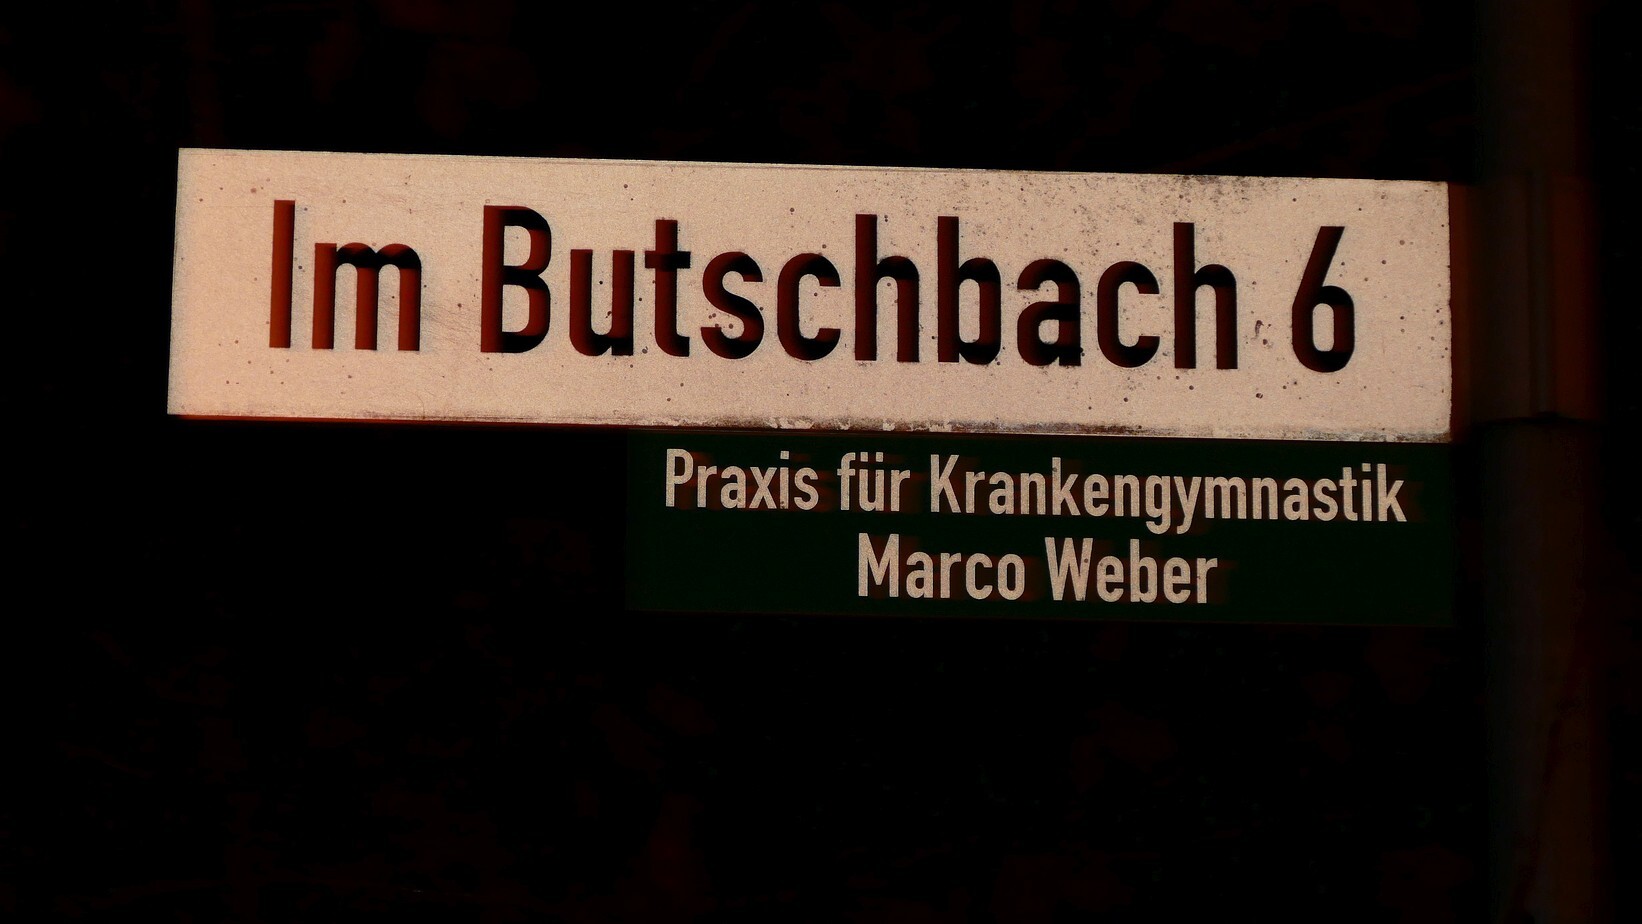 Im Butschbach 6
Praxis für Krankengymnastik
Marco Weber